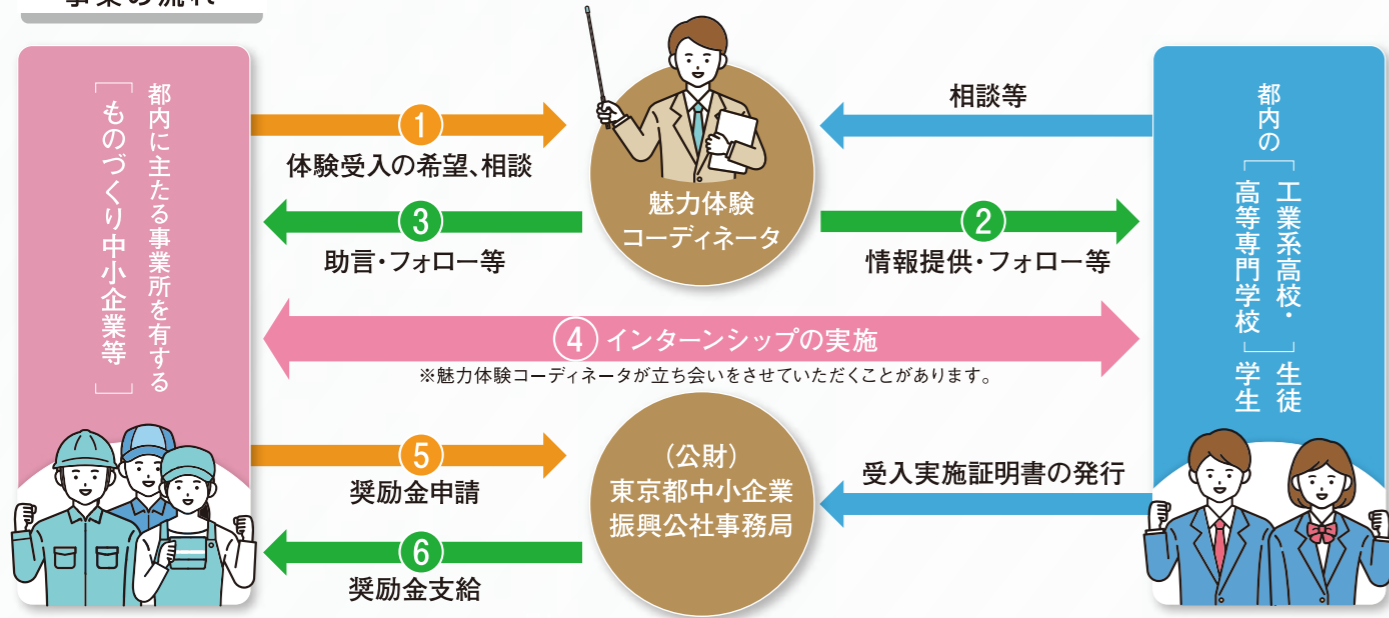 事業の流れ
都内に主たる事業所を有する
［ものづくり中小企業等］
1
体験受入の希望、相談
3
助言・フォロー等
魅力体験
コーディネータ
相談等
2
情報提供・フォロー等
4 インターンシップの実施
※魅力体験コーディネータが立ち会いをさせていただくことがあります。
5
奨励金申請
6
奨励金支給
（公財）
東京都中小企業
振興公社事務局
受入実施証明書の発行
都内の
［工業系高校・
高等専門学校］
生徒
学生